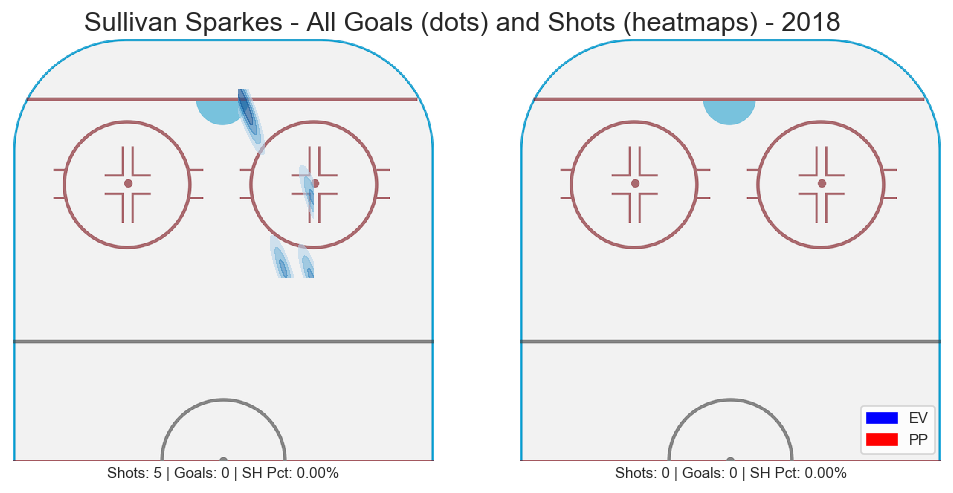 Sullivan Sparkes - All Goals (dots) and Shots (heatmaps) - 2018
EV
PP
Shots: 5 | Goals: 0 | SH Pct: 0.00%
Shots: 0 | Goals: 0 | SH Pct: 0.00%